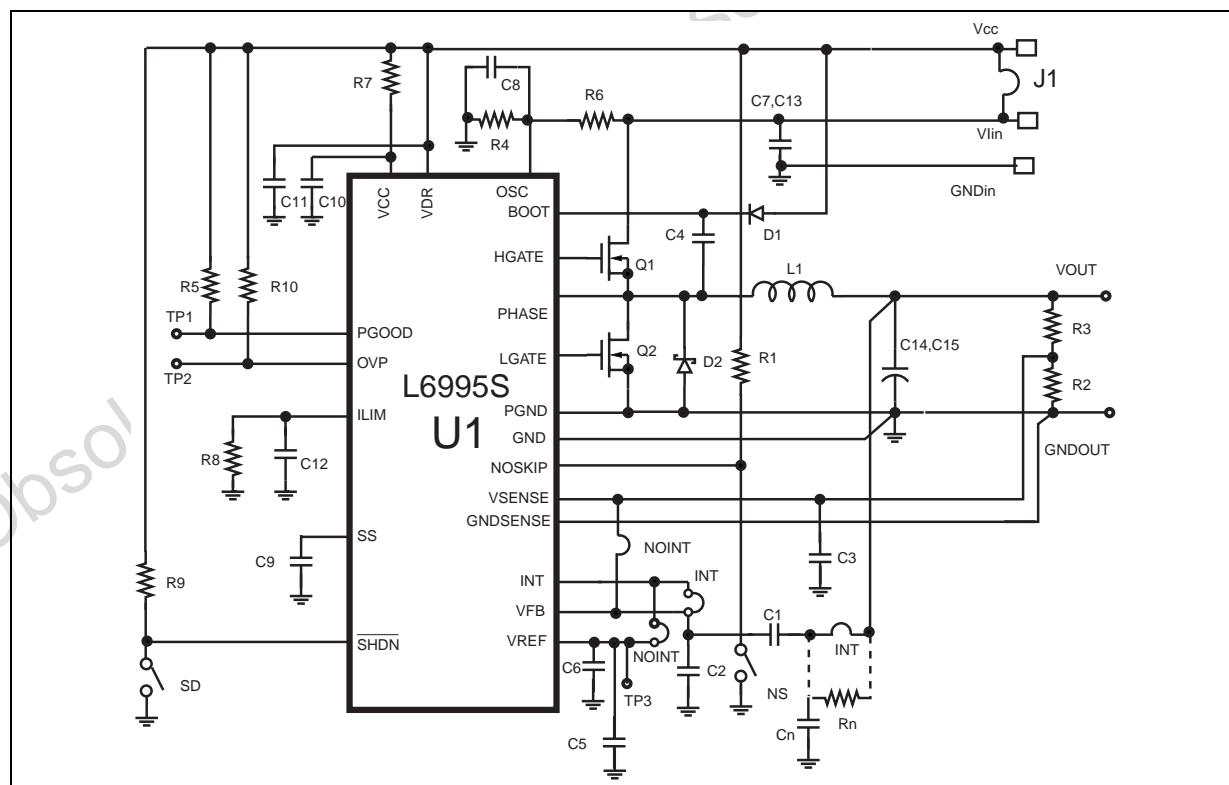 Obsol
so
Vcc
R7
C8
R6
C7,C13
J1
R4
VIin
GNDin
C11
C10
VCC
VDR
OSC
BOOT
C4
D1
HGATE
Q1
L1
VOUT
R5
R10
TP1
PGOOD
PHASE
R3
TP2
OVP
LGATE
Q2
D2
R1
C14,C15
L6995S
R2
U1
ILIM
PGND
GND
GNDOUT
R8
C12
NOSKIP
VSENSE
GNDSENSE
SS
C9
NOINT
C3
R9
INT
INT
VFB
C1
SHDN
VREF
NOINT
INT
C6
C2
SD
TP3
NS
Rn
Cn
C5